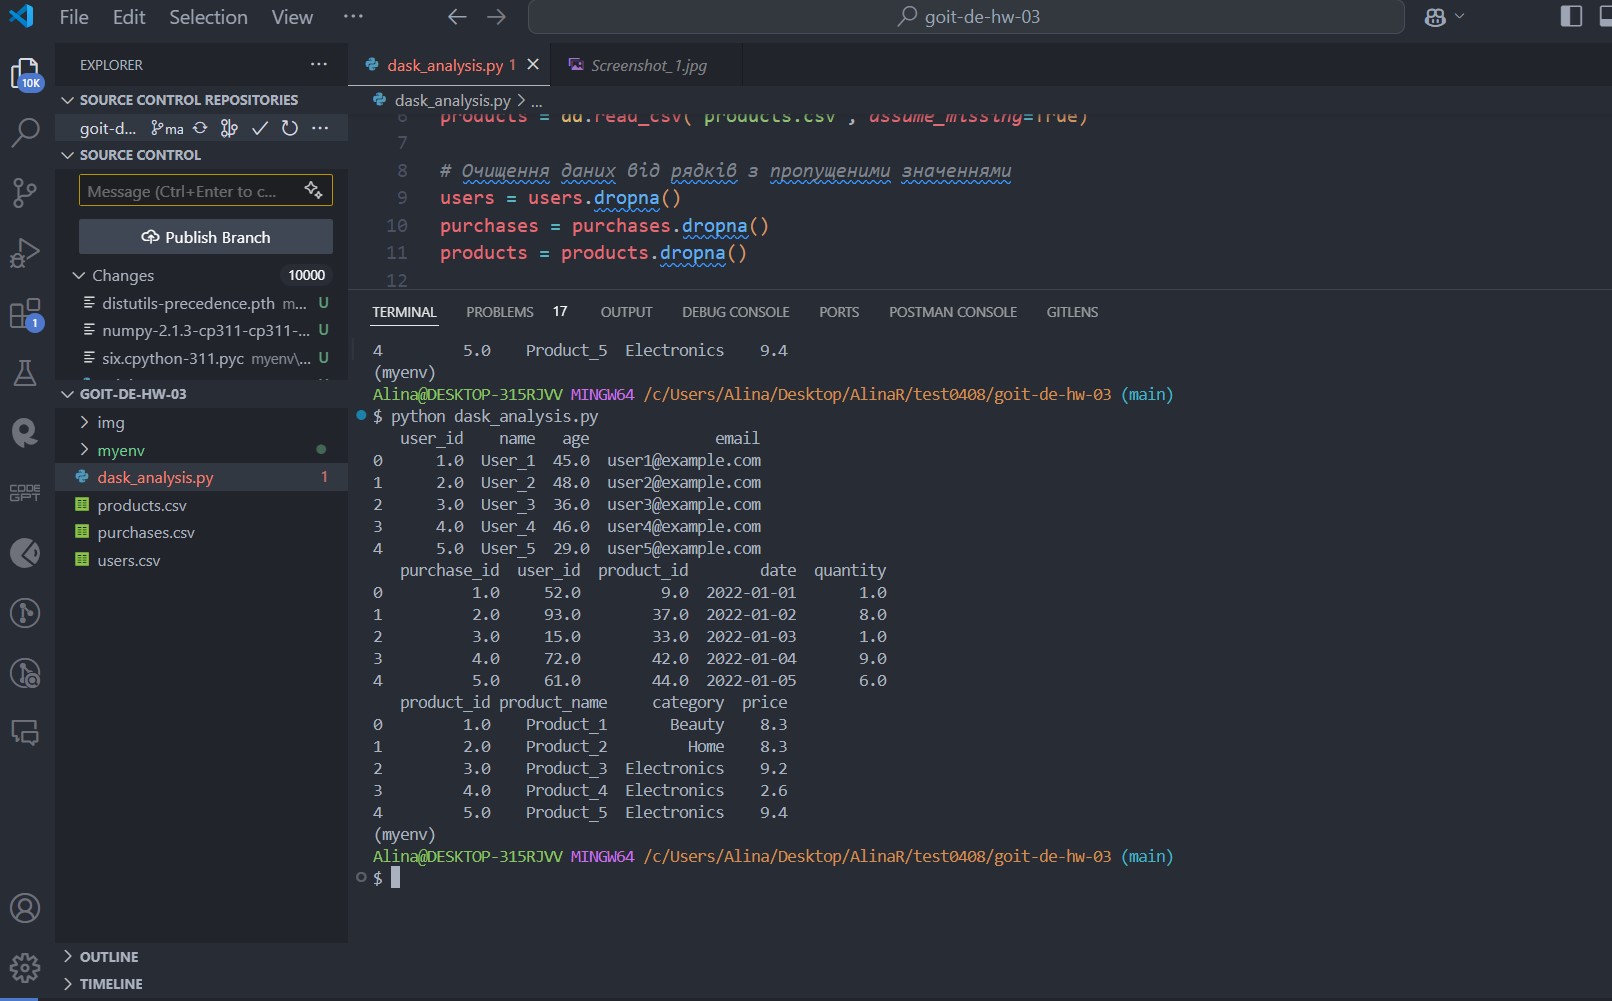 File Edit Selection View ··· goit-de-hw-03
EXPLORER ···
10K
SOURCE CONTROL REPOSITORIES
goit-d... ma ···
SOURCE CONTROL
Message (Ctrl+Enter to c...
Publish Branch
Changes 10000
distutils-precedence.pth m... U
numpy-2.1.3-cp311-cp311-... U
1
six.cpython-311.pyc myenv\... U
GOIT-DE-HW-03
img
myenv
dask_analysis.py 1
CODE
GPT
products.csv
purchases.csv
users.csv
OUTLINE
TIMELINE
dask_analysis.py 1 Screenshot_1.jpg
dask_analysis.py > ...
6 products = dd.read_csv('products.csv', assume_missing=True)
7
8 # Очищення даних від рядків з пропущеними значеннями
9 users = users.dropna()
10 purchases = purchases.dropna()
11 products = products.dropna()
12
TERMINAL PROBLEMS 17 OUTPUT DEBUG CONSOLE PORTS POSTMAN CONSOLE GITLENS
4 5.0 Product_5 Electronics 9.4
(myenv)
Alina@DESKTOP-315RJVV MINGW64 /c/Users/Alina/Desktop/AlinaR/test0408/goit-de-hw-03 (main)
$ python dask_analysis.py
user_id name age email
0 1.0 User_1 45.0 user1@example.com
1 2.0 User_2 48.0 user2@example.com
2 3.0 User_3 36.0 user3@example.com
3 4.0 User_4 46.0 user4@example.com
4 5.0 User_5 29.0 user5@example.com
purchase_id user_id product_id date quantity
0 1.0 52.0 9.0 2022-01-01 1.0
1 2.0 93.0 37.0 2022-01-02 8.0
2 3.0 15.0 33.0 2022-01-03 1.0
3 4.0 72.0 42.0 2022-01-04 9.0
4 5.0 61.0 44.0 2022-01-05 6.0
product_id product_name category price
0 1.0 Product_1 Beauty 8.3
1 2.0 Product_2 Home 8.3
2 3.0 Product_3 Electronics 9.2
3 4.0 Product_4 Electronics 2.6
4 5.0 Product_5 Electronics 9.4
(myenv)
Alina@DESKTOP-315RJVV MINGW64 /c/Users/Alina/Desktop/AlinaR/test0408/goit-de-hw-03 (main)
$